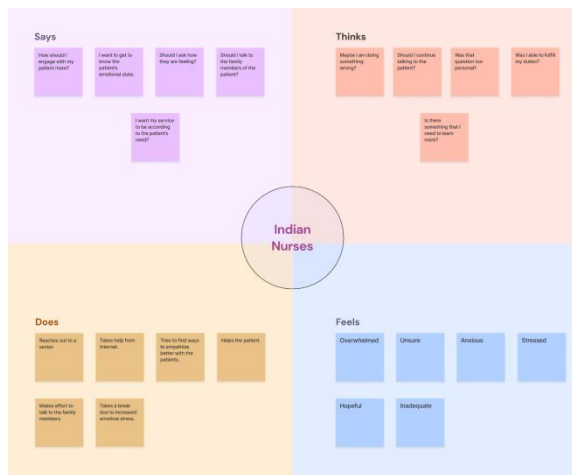 Says
How should I
engage with my
patient more?
I want to get to
know the
patient's
emotional state.
Should I ask how
they are feeling?
Should I talk to
the family
members of the
patient?
I want my service
to be according
to the patient's
need?
Thinks
Maybe I am doing
something
wrong?
Should I continue
talking to the
patient?
Was that
question too
personal?
Was I able to fulfill
my duties?
Is there
something that I
need to learn
more?
Indian
Nurses
Does
Reaches out to a
senior.
Takes help from
internet.
Tries to find ways
to empathise
better with the
patients.
Helps the patient.
Makes effort to
talk to the family
members.
Takes a break
due to increased
emotional stress.
Feels
Overwhelmed
Unsure
Anxious
Stressed
Hopeful
Inadequate